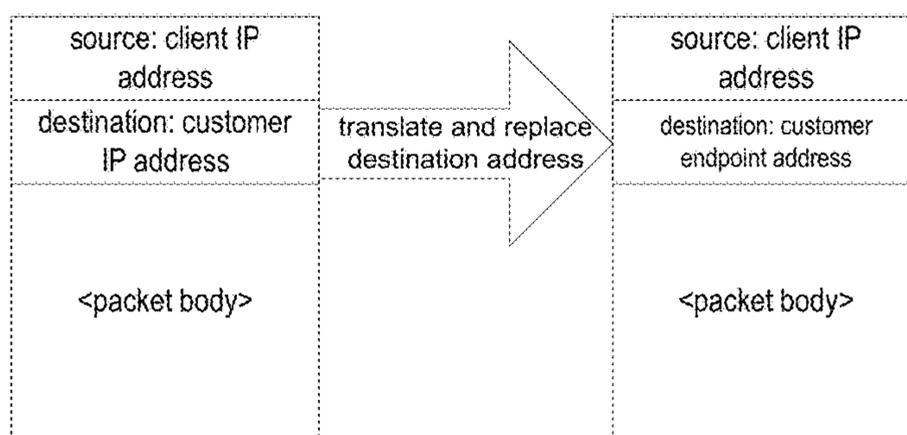 source: client IP
address
destination: customer
IP address
<packet body>
translate and replace
destination address
source: client IP
address
destination: customer
endpoint address
<packet body>